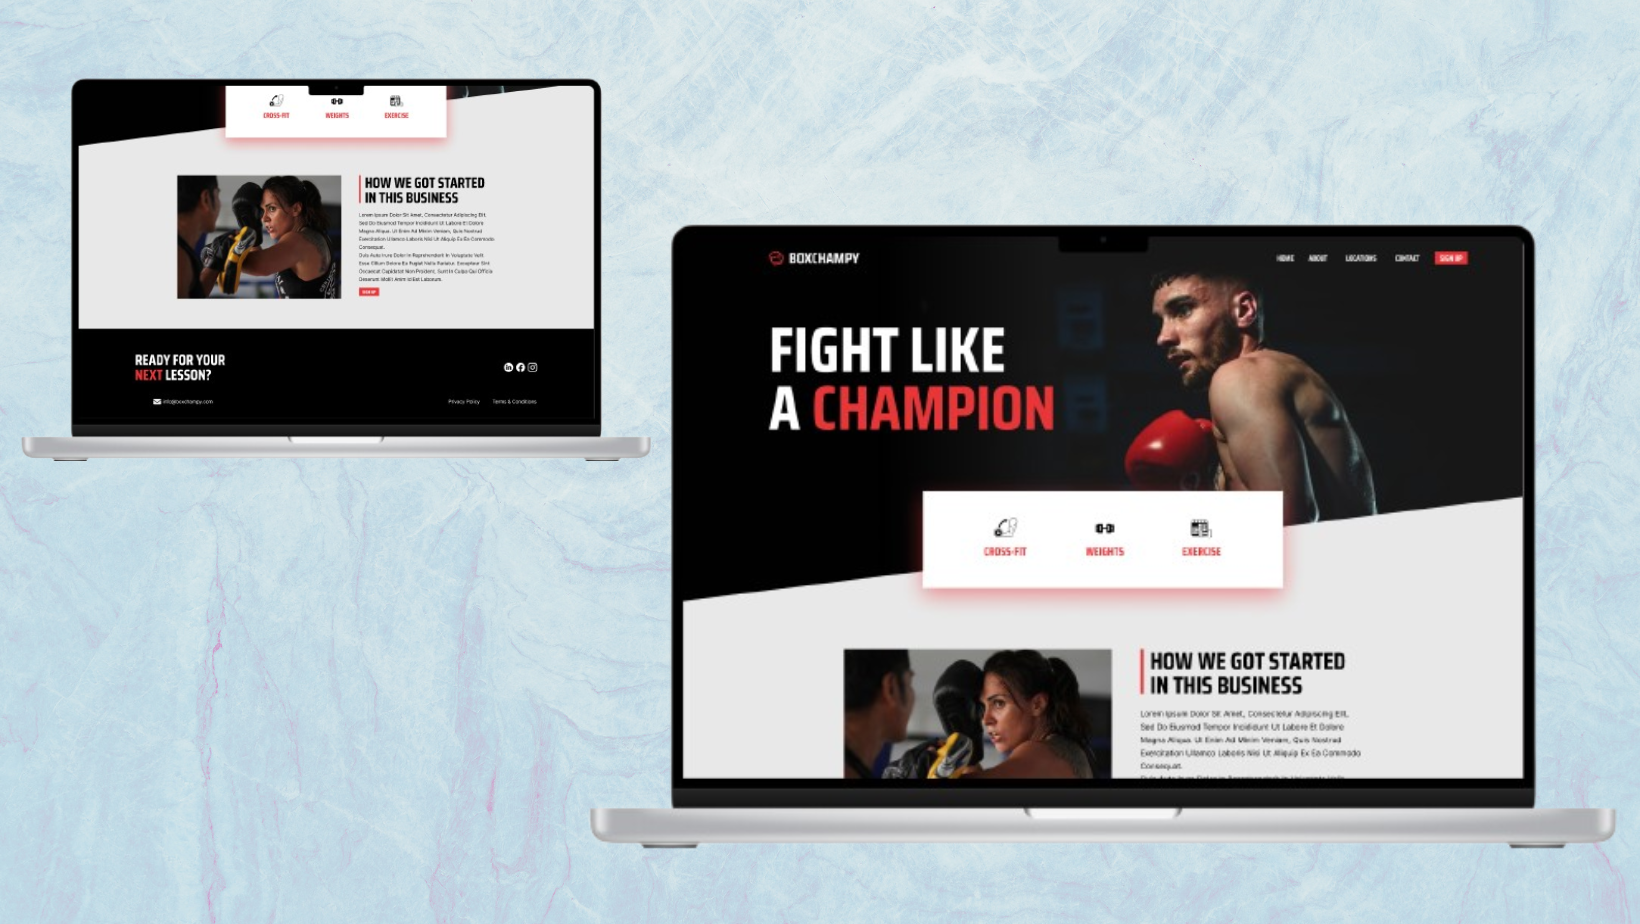 CROSS-FIT
WEIGHTS
EXERCISE
HOW WE GOT STARTED
IN THIS BUSINESS
Lorem Ipsum Dolor Sit Amet, Consectetur Adipiscing Elit,
Sed Do Eiusmod Tempor Incididunt Ut Labore Et Dolore
Magna Aliqua. Ut Enim Ad Minim Veniam, Quis Nostrud
Exercitation Ullamco Laboris Nisi Ut Aliquip Ex Ea Commodo
Consequat.
Duis Aute Irure Dolor In Reprehenderit In Voluptate Velit
Esse Cillum Dolore Eu Fugiat Nulla Pariatur. Excepteur Sint
Occaecat Cupidatat Non Proident, Sunt In Culpa Qui Officia
Deserunt Mollit Anim Id Est Laborum.
SIGN UP
READY FOR YOUR
NEXT LESSON?
info@boxchampy.com
Privacy Policy
Terms & Conditions
BOXCHAMPY
HOME
ABOUT
LOCATIONS
CONTACT
SIGN UP
FIGHT LIKE
A CHAMPION
CROSS-FIT
WEIGHTS
EXERCISE
HOW WE GOT STARTED
IN THIS BUSINESS
Lorem Ipsum Dolor Sit Amet, Consectetur Adipiscing Elit,
Sed Do Eiusmod Tempor Incididunt Ut Labore Et Dolore
Magna Aliqua. Ut Enim Ad Minim Veniam, Quis Nostrud
Exercitation Ullamco Laboris Nisi Ut Aliquip Ex Ea Commodo
Consequat.